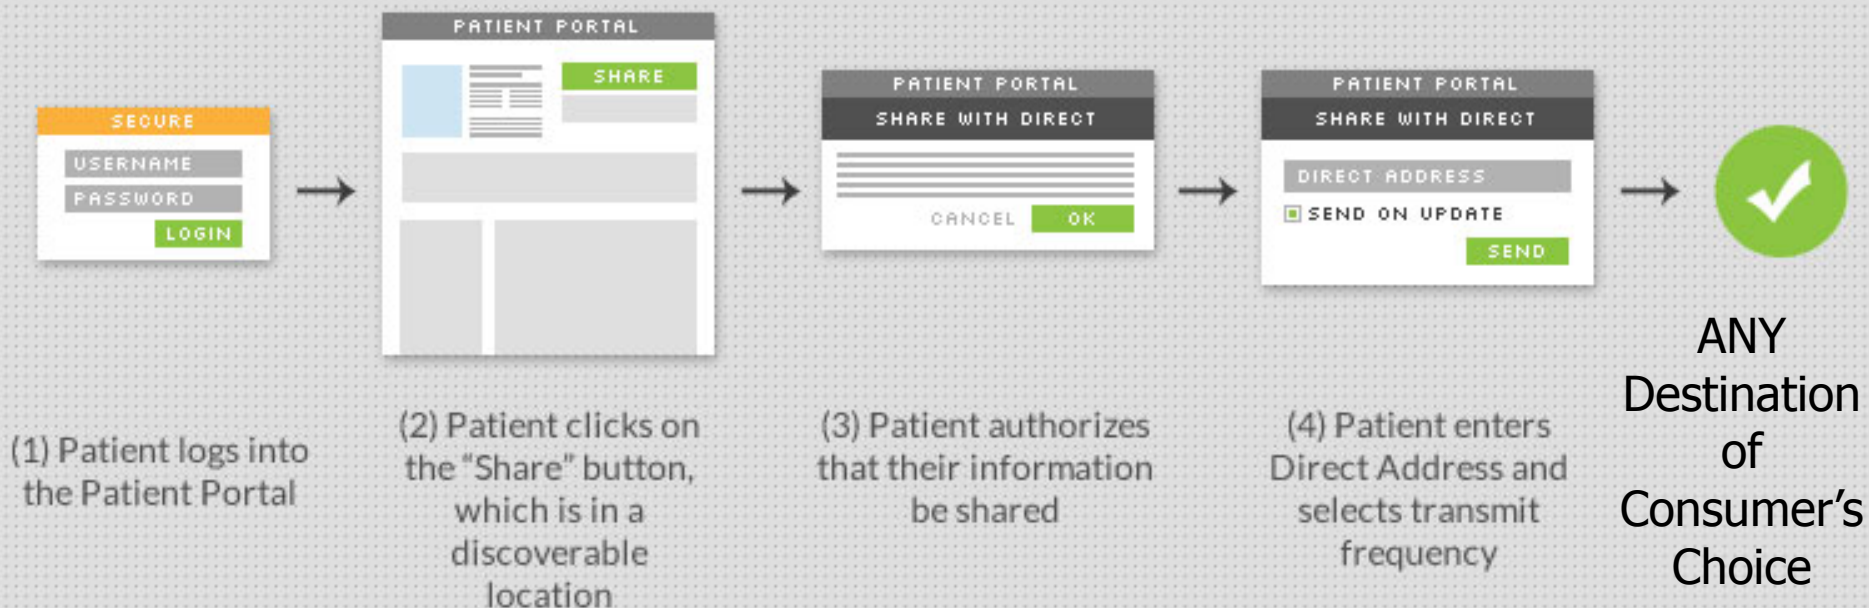 SECURE
USERNAME
PASSWORD
LOGIN
(1) Patient logs into
the Patient Portal
PATIENT PORTAL
SHARE
(2) Patient clicks on
the “Share” button,
which is in a
discoverable
location
PATIENT PORTAL
SHARE WITH DIRECT
CANCEL OK
(3) Patient authorizes
that their information
be shared
PATIENT PORTAL
SHARE WITH DIRECT
DIRECT ADDRESS
SEND ON UPDATE
SEND
(4) Patient enters
Direct Address and
selects transmit
frequency
ANY
Destination
of
Consumer’s
Choice